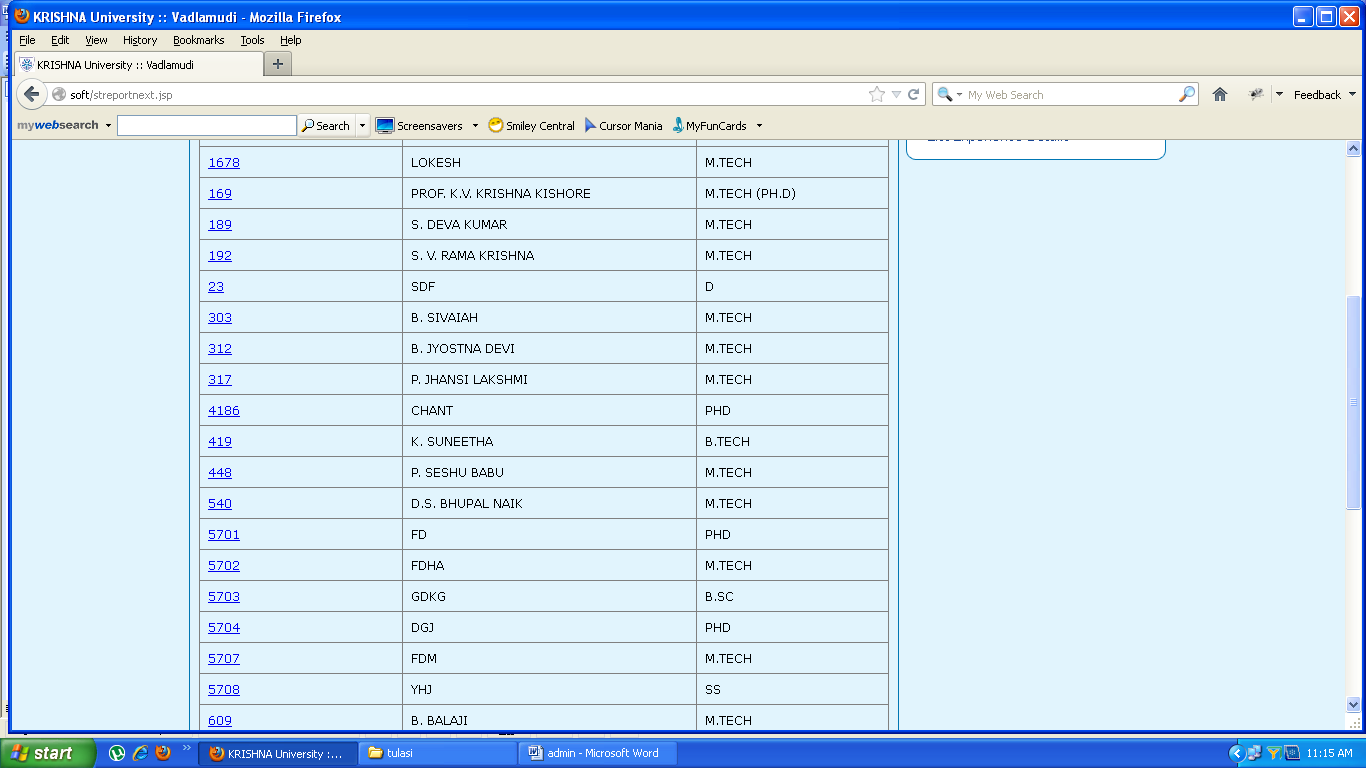 KRISHNA University :: Vadlamudi - Mozilla Firefox
File Edit View History Bookmarks Tools Help
KRISHNA University :: Vadlamudi
soft/streportnext.jsp My Web Search Feedback
mywebsearch Search Screensavers Smiley Central Cursor Mania MyFunCards
1678 LOKESH M.TECH
169 PROF. K.V. KRISHNA KISHORE M.TECH (PH.D)
189 S. DEVA KUMAR M.TECH
192 S. V. RAMA KRISHNA M.TECH
23 SDF D
303 B. SIVAIAH M.TECH
312 B. JYOSTNA DEVI M.TECH
317 P. JHANSI LAKSHMI M.TECH
4186 CHANT PHD
419 K. SUNEETHA B.TECH
448 P. SESHU BABU M.TECH
540 D.S. BHUPAL NAIK M.TECH
5701 FD PHD
5702 FDHA M.TECH
5703 GDKG B.SC
5704 DGJ PHD
5707 FDM M.TECH
5708 YHJ SS
609 B. BALAJI M.TECH
start KRISHNA University :... tulasi admin - Microsoft Word 11:15 AM